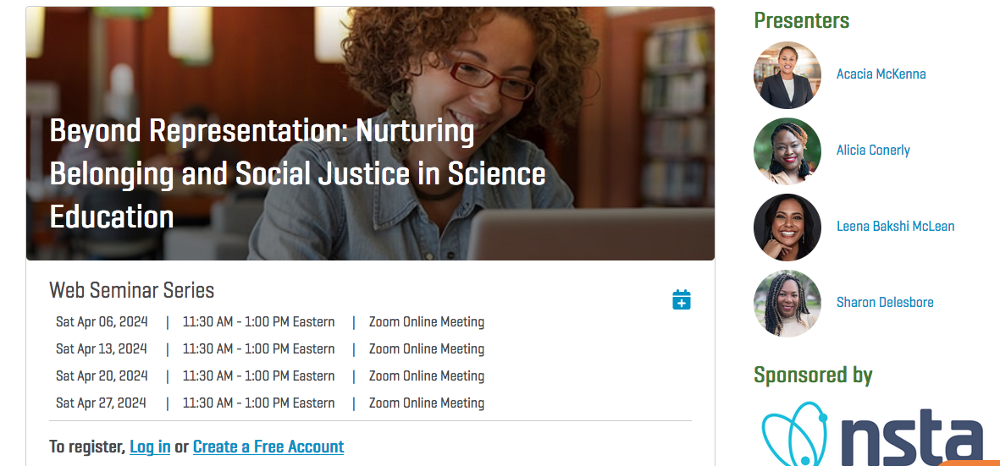 Beyond Representation: Nurturing
Belonging and Social Justice in Science
Education
Web Seminar Series
Sat Apr 06, 2024 | 11:30 AM - 1:00 PM Eastern | Zoom Online Meeting
Sat Apr 13, 2024 | 11:30 AM - 1:00 PM Eastern | Zoom Online Meeting
Sat Apr 20, 2024 | 11:30 AM - 1:00 PM Eastern | Zoom Online Meeting
Sat Apr 27, 2024 | 11:30 AM - 1:00 PM Eastern | Zoom Online Meeting
To register, Log in or Create a Free Account
Presenters
Acacia McKenna
Alicia Conerly
Leena Bakshi McLean
Sharon Delesbore
Sponsored by
nsta